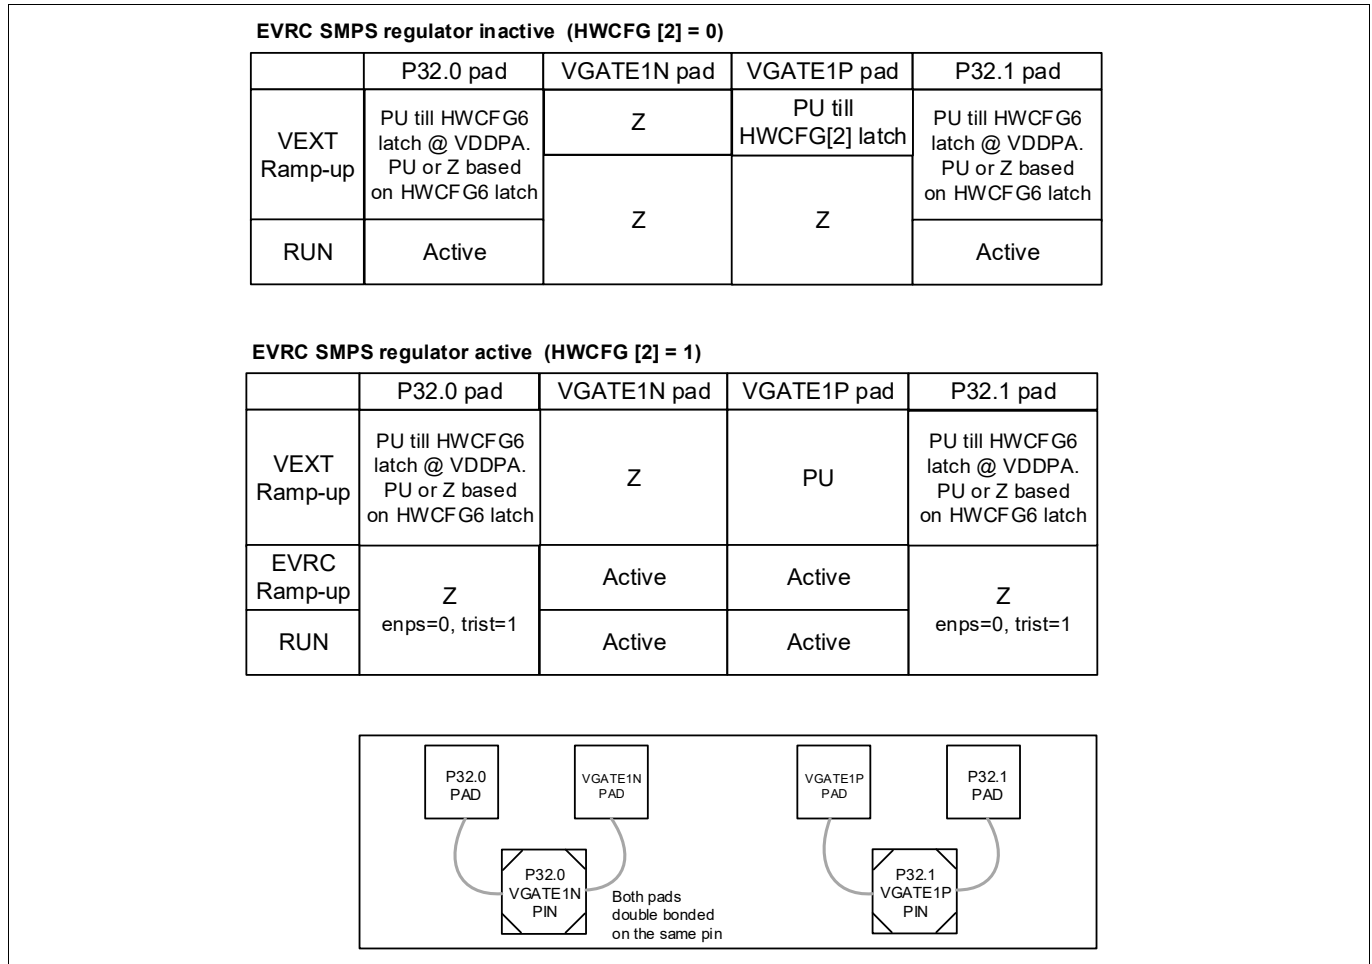 EVRC SMPS regulator inactive (HWCFG [2] = 0)
P32.0 pad VGATE1N pad VGATE1P pad P32.1 pad
VEXT
Ramp-up
PU till HWCFG6
latch @ VDDPA.
PU or Z based
on HWCFG6 latch
Z
PU till
HWCFG[2] latch
PU till HWCFG6
latch @ VDDPA.
PU or Z based
on HWCFG6 latch
Z
Z
RUN
Active
Active
EVRC SMPS regulator active (HWCFG [2] = 1)
P32.0 pad VGATE1N pad VGATE1P pad P32.1 pad
VEXT
Ramp-up
PU till HWCFG6
latch @ VDDPA.
PU or Z based
on HWCFG6 latch
Z
PU
PU till HWCFG6
latch @ VDDPA.
PU or Z based
on HWCFG6 latch
EVRC
Ramp-up
Z
enps=0, trist=1
Active
Active
Z
enps=0, trist=1
RUN
Active
Active
P32.0
PAD
VGATE1N
PAD
VGATE1P
PAD
P32.1
PAD
P32.0
VGATE1N
PIN
Both pads
double bonded
on the same pin
P32.1
VGATE1P
PIN